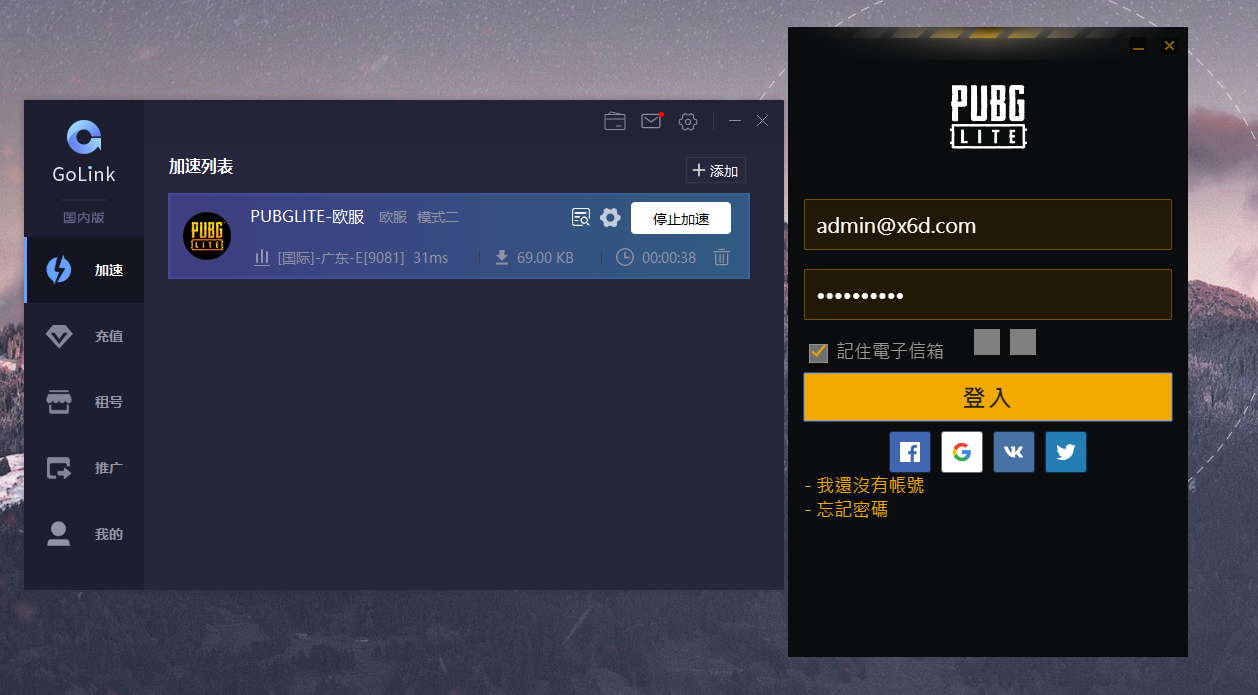 GoLink
国内版
加速
充值
租号
推广
我的
加速列表
添加
PUBG
LITE
PUBGLITE-欧服 欧服 模式二
停止加速
[国际]-广东-E[9081] 31ms 69.00 KB 00:00:38
PUBG
LITE
admin@x6d.com
記住電子信箱
登入
- 我還沒有帳號
- 忘記密碼